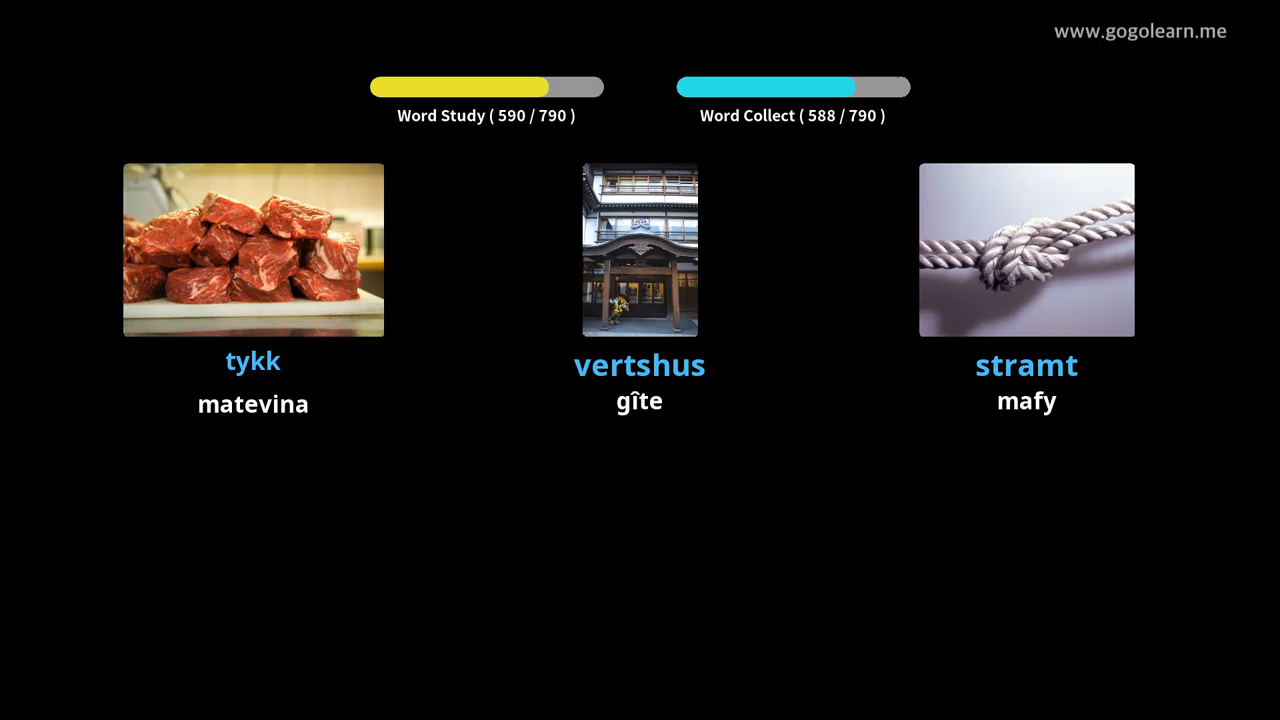 www.gogolearn.me
Word Study ( 590 / 790 )
Word Collect ( 588 / 790 )
tykk
matevina
vertshus
gîte
stramt
mafy